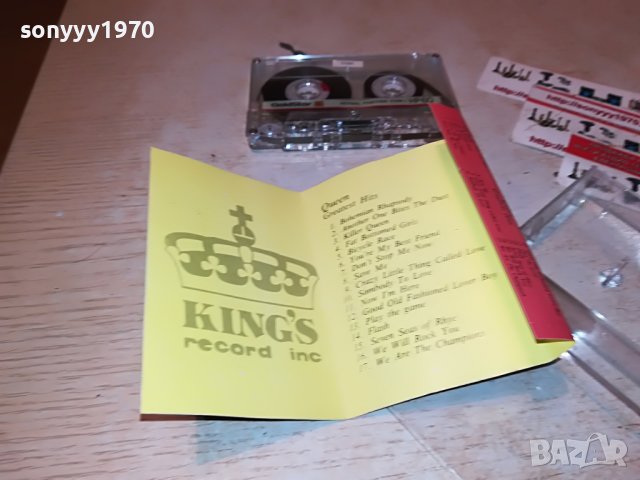 sonyyy1970
GoldStar
KING'S
record inc
Queen
Greatest Hits
1. Bohemian Rhapsody
2. Another One Bites The Dust
3. Killer Queen
4. Fat Bottomed Girls
5. Bicycle Race
6. You're My Best Friend
7. Don't Stop Me Now
8. Save Me
9. Crazy Little Thing Called Love
10. Sombody To Love
11. Now I'm Here
12. Good Old Fashioned Lover Boy
13. Play the game
14. Flash
15. Seven Seas of Rhye
16. We Will Rock You
17. We Are The Champions
BAZAR